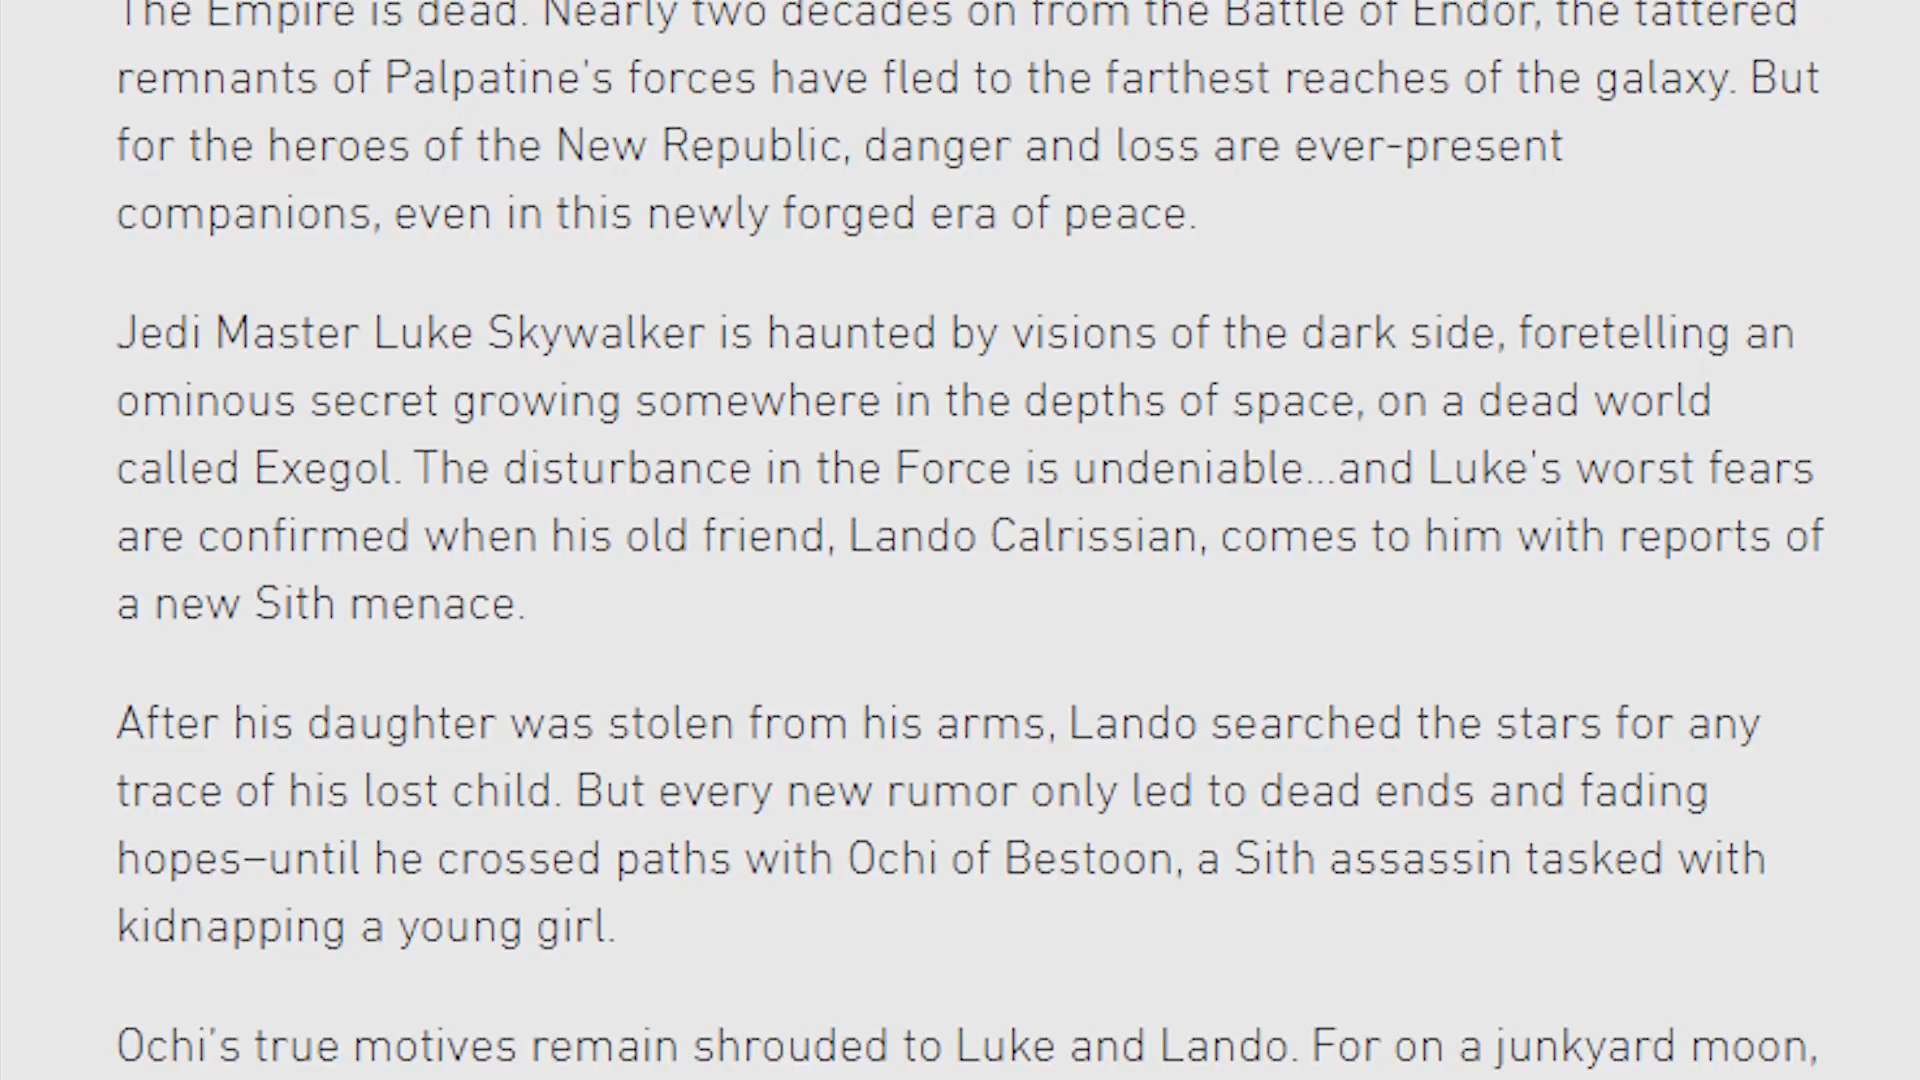 The Empire is dead. Nearly two decades on from the Battle of Endor, the tattered
remnants of Palpatine's forces have fled to the farthest reaches of the galaxy. But
for the heroes of the New Republic, danger and loss are ever-present
companions, even in this newly forged era of peace.
Jedi Master Luke Skywalker is haunted by visions of the dark side, foretelling an
ominous secret growing somewhere in the depths of space, on a dead world
called Exegol. The disturbance in the Force is undeniable...and Luke's worst fears
are confirmed when his old friend, Lando Calrissian, comes to him with reports of
a new Sith menace.
After his daughter was stolen from his arms, Lando searched the stars for any
trace of his lost child. But every new rumor only led to dead ends and fading
hopes–until he crossed paths with Ochi of Bestoon, a Sith assassin tasked with
kidnapping a young girl.
Ochi's true motives remain shrouded to Luke and Lando. For on a junkyard moon,